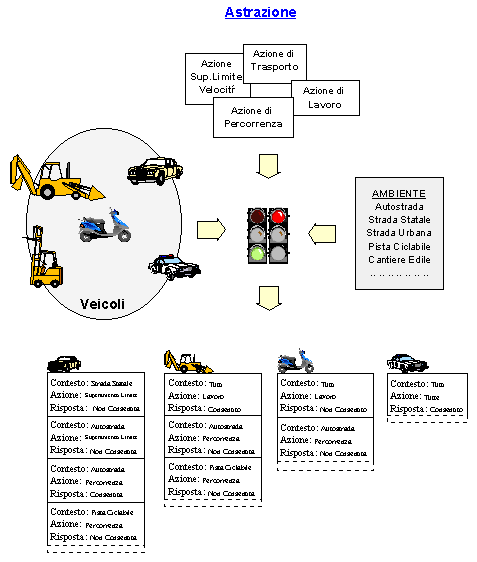 Astrazione
Azione
Sup.Limite
Velocitŕ
Azione di
Trasporto
Azione di
Lavoro
Azione di
Percorrenza
Veicoli
AMBIENTE
Autostrada
Strada Statale
Strada Urbana
Pista Ciclabile
Cantiere Edile
.. .. .. .. .. .. ..
Contesto: Strada Statale
Azione: Superamento Limite
Risposta: Non Consentita
Contesto: Autostrada
Azione: Superamento Limite
Risposta: Non Consentita
Contesto: Autostrada
Azione: Percorrenza
Risposta: Consentita
Contesto: Pista Ciclabile
Azione: Percorrenza
Risposta: Non Consentita
Contesto: Tutti
Azione: Lavoro
Risposta: Consentito
Contesto: Autostrada
Azione: Percorrenza
Risposta: Non Consentita
Contesto: Pista Ciclabile
Azione: Percorrenza
Risposta: Non Consentita
Contesto: Tutti
Azione: Lavoro
Risposta: Non Consentito
Contesto: Autostrada
Azione: Percorrenza
Risposta: Non Consentita
Contesto: Tutti
Azione: Tutte
Risposta: Consentito